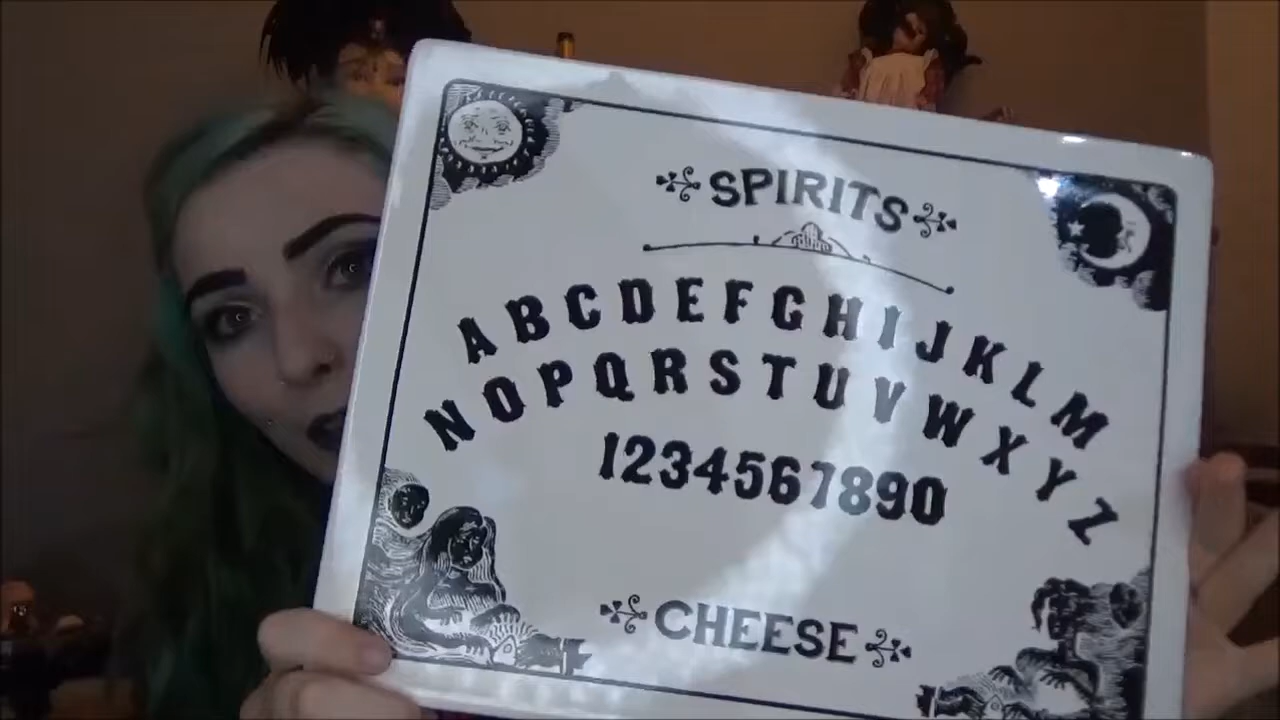 SPIRITS
ABCDEFGHIJKLM
NOPQRSTUVWXYZ
1234567890
CHEESE